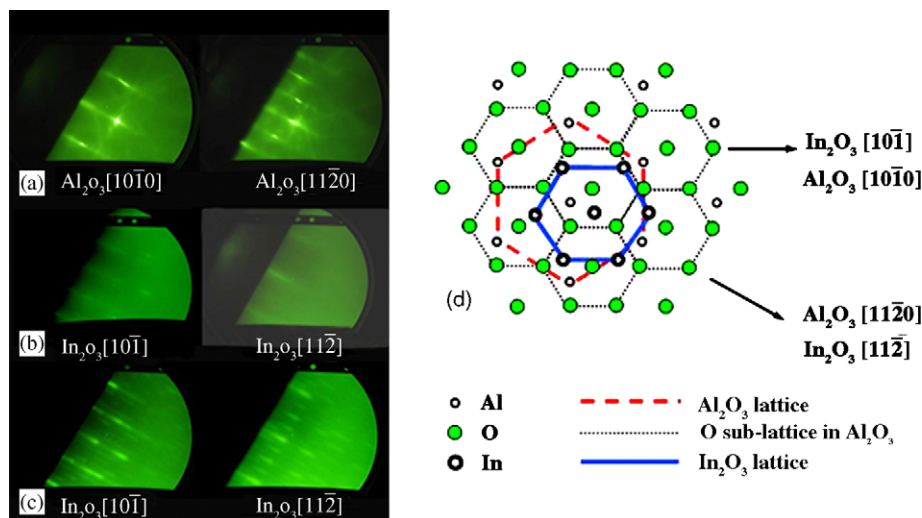 (a)
Al₂o₃[101̄0] Al₂o₃[112̄0]
(b)
In₂o₃[101̄] In₂o₃[112̄]
(c)
In₂o₃[101̄] In₂o₃[112̄]
In₂O₃ [101̄]
Al₂O₃ [101̄0]
(d)
Al₂O₃ [112̄0]
In₂O₃ [112̄]
Al
O
In
Al₂O₃ lattice
O sub-lattice in Al₂O₃
In₂O₃ lattice